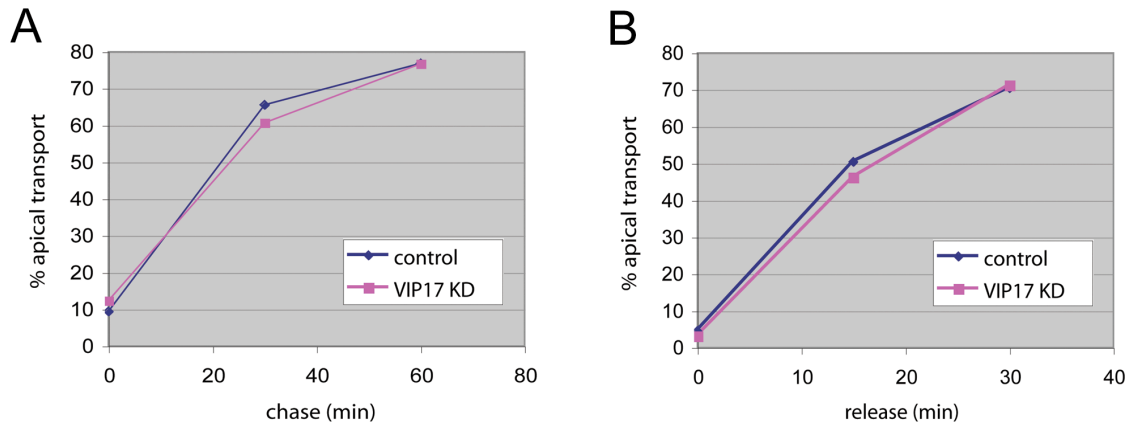 A
80
70
60
50
40
30
20
10
0
% apical transport
control
VIP17 KD
0 20 40 60 80
chase (min)
B
80
70
60
50
40
30
20
10
0
% apical transport
control
VIP17 KD
0 10 20 30 40
release (min)